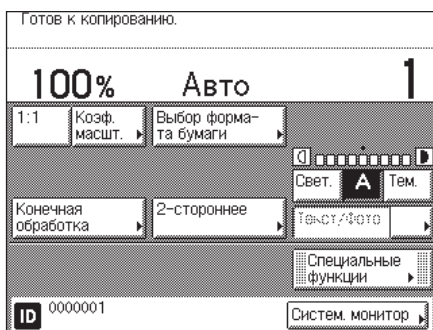 Готов к копированию.
100% Авто 1
1:1 Коэф. масшт. Выбор форма-та бумаги
Свет. A Тем.
Конечная обработка 2-стороннее Текст/Фото
Специальные функции
ID 0000001 Систем. монитор